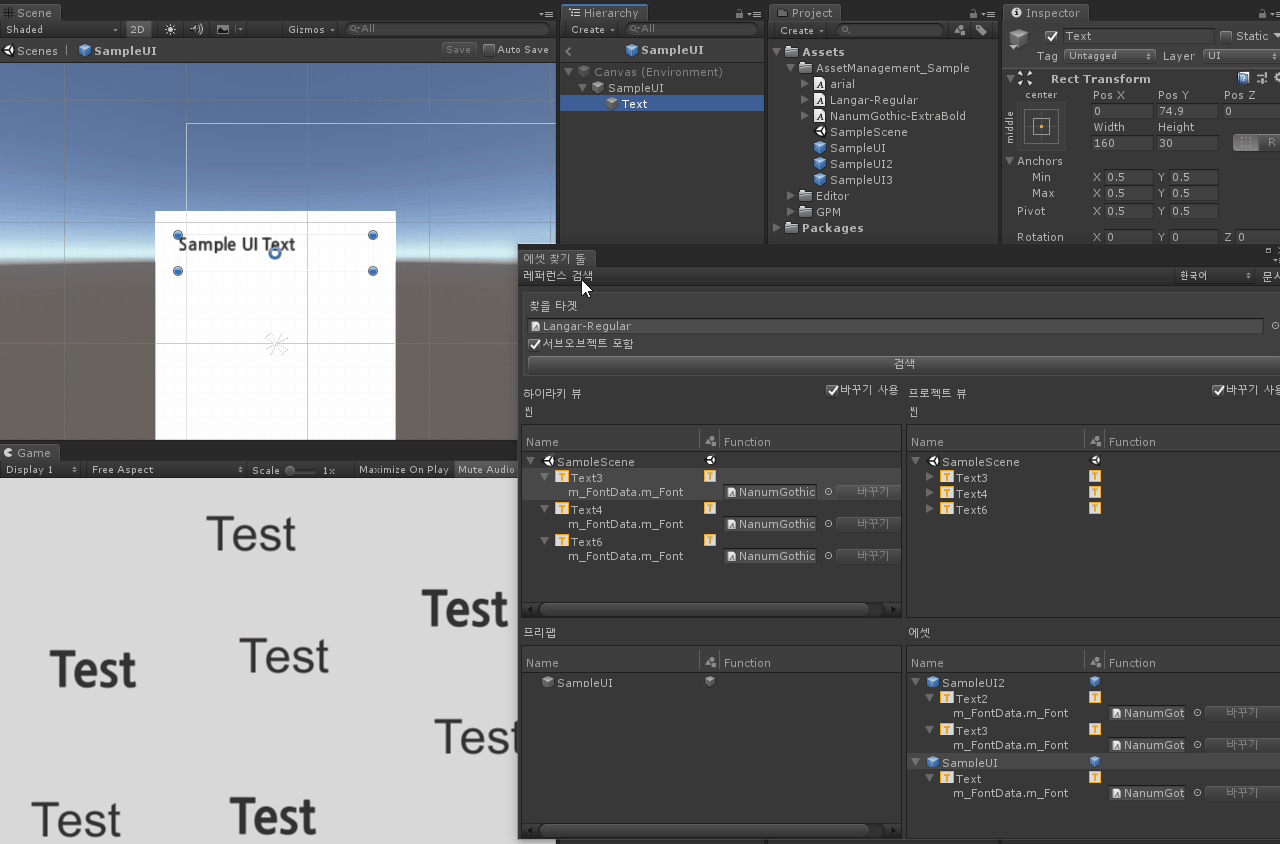 Scene
Shaded
2D
Gizmos
All
Scenes
SampleUI
Save
Auto Save
Sample UI Text
Hierarchy
Create
All
SampleUI
Canvas (Environment)
SampleUI
Text
Project
Create
Assets
AssetManagement_Sample
arial
Langar-Regular
NanumGothic-ExtraBold
SampleScene
SampleUI
SampleUI2
SampleUI3
Editor
GPM
Packages
Inspector
Text
Static
Tag Untagged Layer UI
Rect Transform
center
middle
Pos X Pos Y Pos Z
0 74.9 0
Width Height
160 30
R
Anchors
Min X 0.5 Y 0.5
Max X 0.5 Y 0.5
Pivot X 0.5 Y 0.5
Rotation X 0 Y 0 Z 0
Game
Display 1
Free Aspect
Scale
1x
Maximize On Play
Mute Audio
Test
Test
Test
Test
Test
Test
Test
에셋 찾기 툴
레퍼런스 검색
한국어
찾을 타겟
Langar-Regular
서브오브젝트 포함
검색
하이라키 뷰
바꾸기 사용
씬
Name Function
SampleScene
Text3
m_FontData.m_Font NanumGothic 바꾸기
Text4
m_FontData.m_Font NanumGothic 바꾸기
Text6
m_FontData.m_Font NanumGothic 바꾸기
프로젝트 뷰
바꾸기 사용
씬
Name Function
SampleScene
Text3
Text4
Text6
프리팹
Name Function
SampleUI
에셋
Name Function
SampleUI2
Text2
m_FontData.m_Font NanumGot 바꾸기
Text3
m_FontData.m_Font NanumGot 바꾸기
SampleUI
Text
m_FontData.m_Font NanumGot 바꾸기